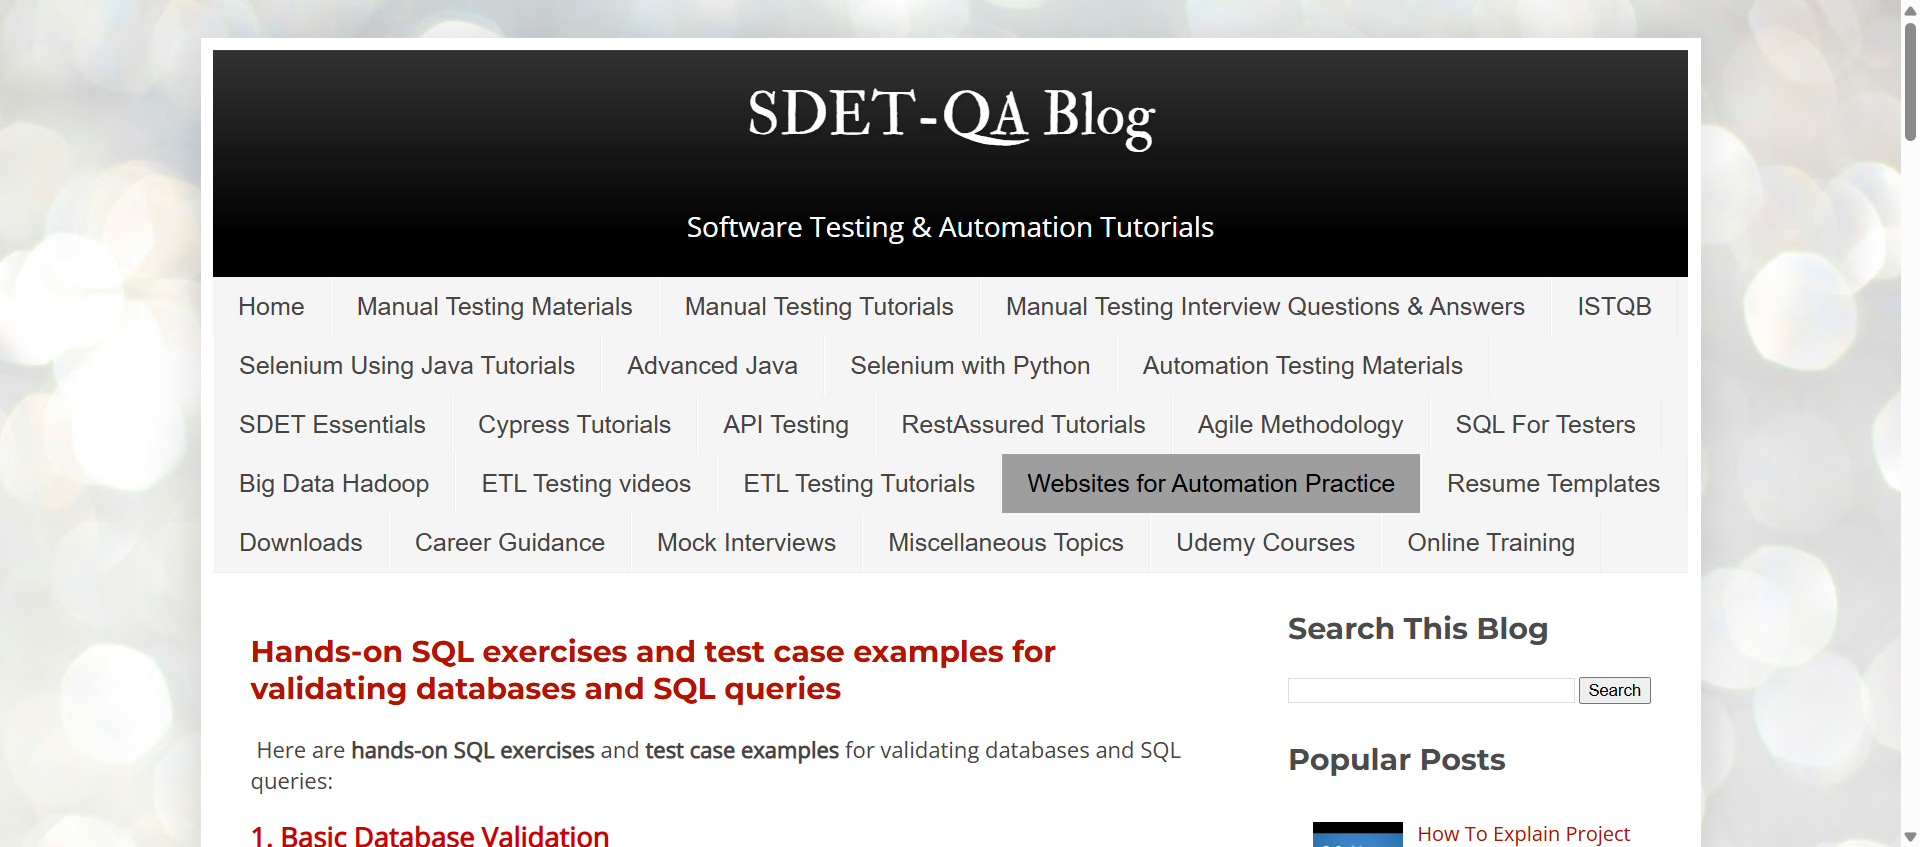 SDET-QA Blog
Software Testing & Automation Tutorials
Home Manual Testing Materials Manual Testing Tutorials Manual Testing Interview Questions & Answers ISTQB
Selenium Using Java Tutorials Advanced Java Selenium with Python Automation Testing Materials
SDET Essentials Cypress Tutorials API Testing RestAssured Tutorials Agile Methodology SQL For Testers
Big Data Hadoop ETL Testing videos ETL Testing Tutorials Websites for Automation Practice Resume Templates
Downloads Career Guidance Mock Interviews Miscellaneous Topics Udemy Courses Online Training
Hands-on SQL exercises and test case examples for
validating databases and SQL queries
Here are hands-on SQL exercises and test case examples for validating databases and SQL
queries:
1. Basic Database Validation
Search This Blog
Search
Popular Posts
How To Explain Project